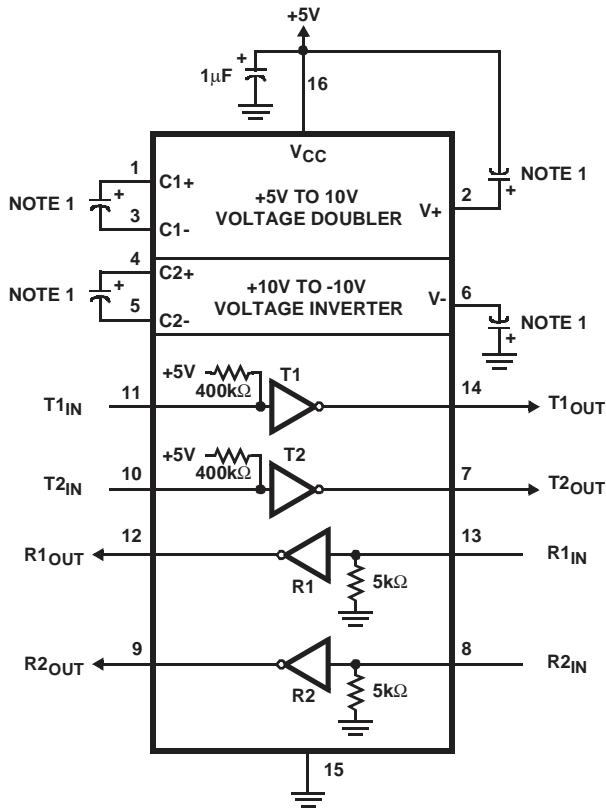 +5V
1μF
+
16
VCC
1
C1+
NOTE 1
+
3
C1-
+5V TO 10V
VOLTAGE DOUBLER
V+
2
NOTE 1
+
4
C2+
NOTE 1
+
5
C2-
+10V TO -10V
VOLTAGE INVERTER
V-
6
NOTE 1
+
+5V
400kΩ
T1
T1IN
11
14
T1OUT
+5V
400kΩ
T2
T2IN
10
7
T2OUT
R1OUT
12
13
R1IN
R1
5kΩ
R2OUT
9
8
R2IN
R2
5kΩ
15